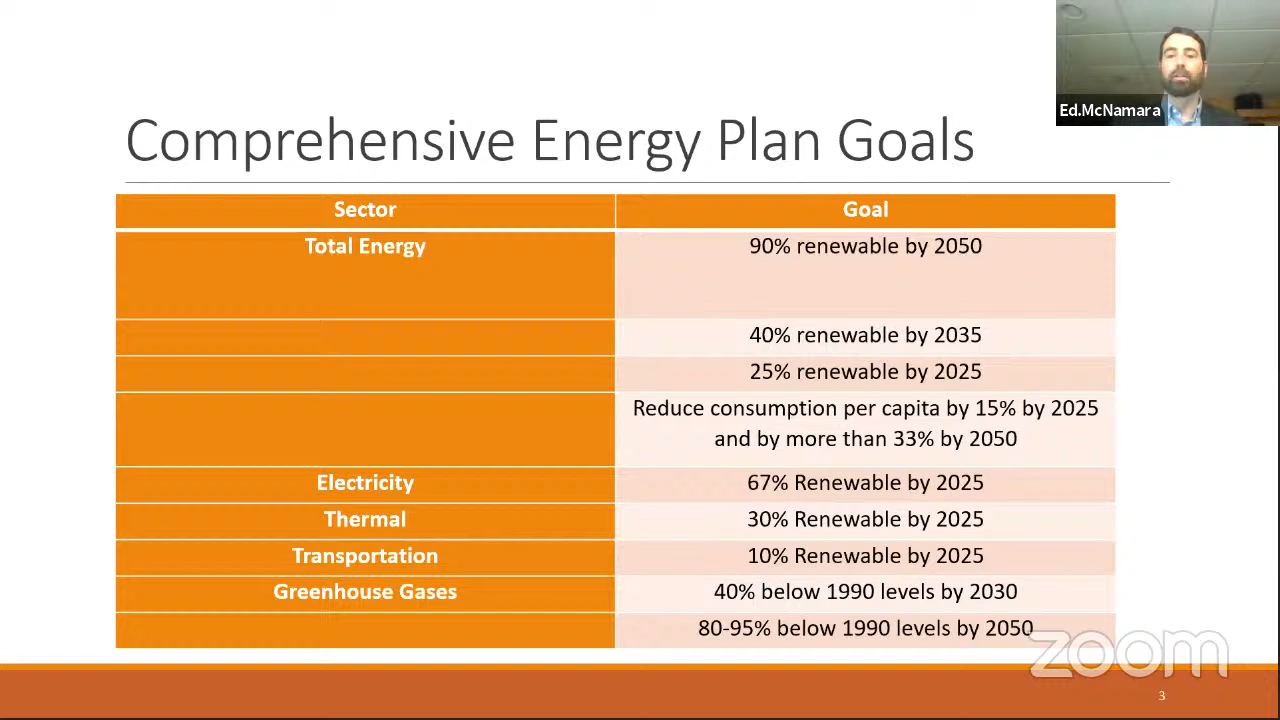 Ed.McNamara
Comprehensive Energy Plan Goals
Sector Goal
Total Energy 90% renewable by 2050
40% renewable by 2035
25% renewable by 2025
Reduce consumption per capita by 15% by 2025
and by more than 33% by 2050
Electricity 67% Renewable by 2025
Thermal 30% Renewable by 2025
Transportation 10% Renewable by 2025
Greenhouse Gases 40% below 1990 levels by 2030
80-95% below 1990 levels by 2050
zoom
3